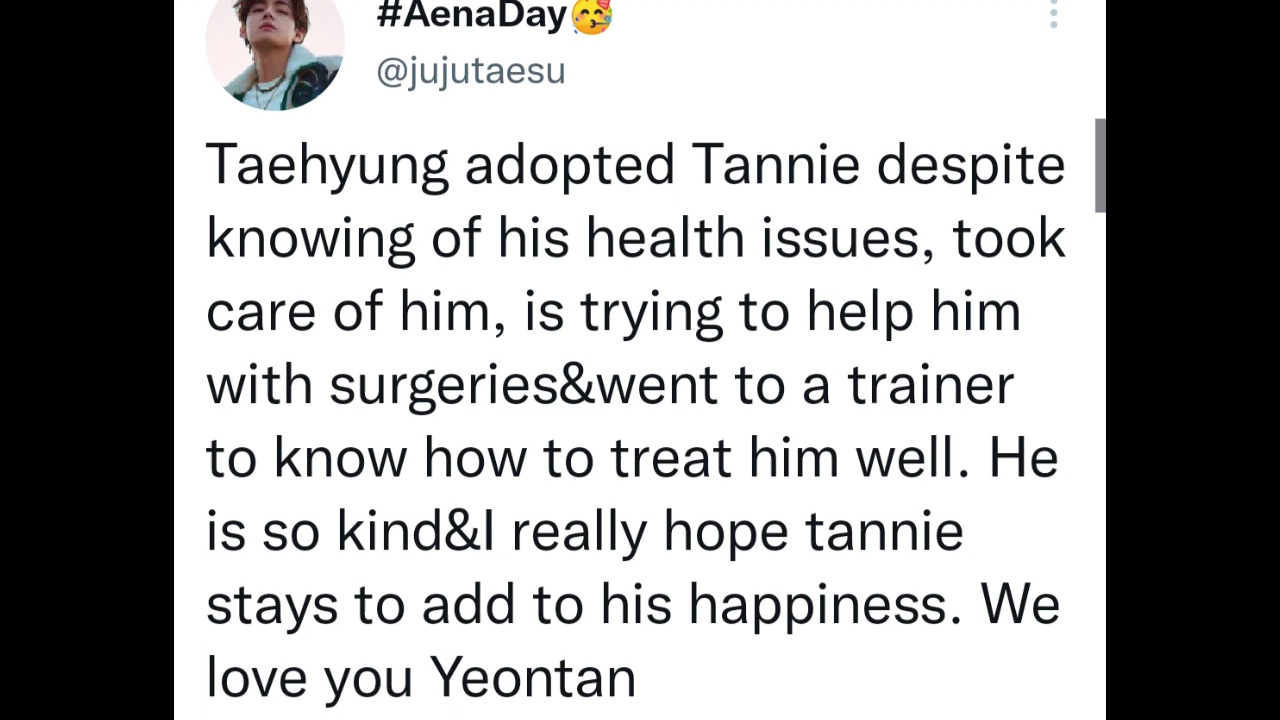 #AenaDay🥳
@jujutaesu
Taehyung adopted Tannie despite
knowing of his health issues, took
care of him, is trying to help him
with surgeries&went to a trainer
to know how to treat him well. He
is so kind&I really hope tannie
stays to add to his happiness. We
love you Yeontan